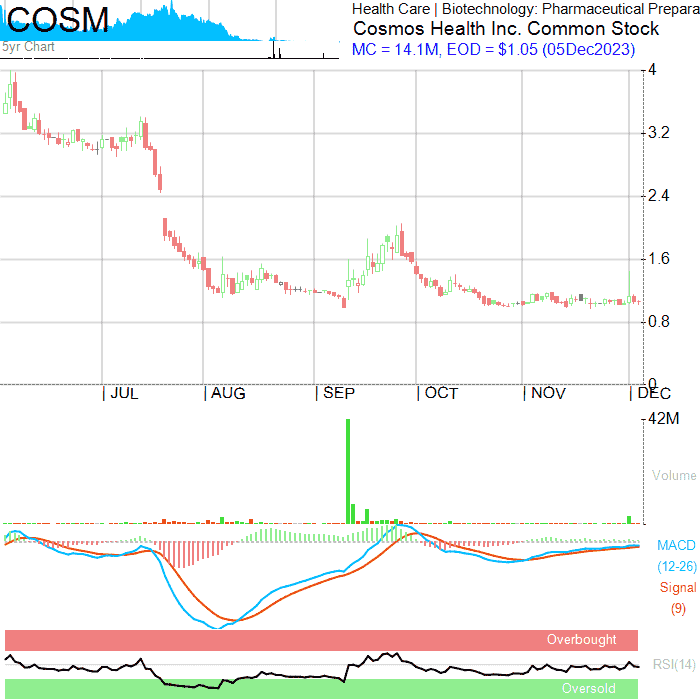 COSM
5yr Chart
Health Care | Biotechnology: Pharmaceutical Prepara
Cosmos Health Inc. Common Stock
MC = 14.1M, EOD = $1.05 (05Dec2023)
4
3.2
2.4
1.6
0.8
0
| JUL | AUG | SEP | OCT | NOV | DEC
42M
Volume
MACD
(12-26)
Signal
(9)
Overbought
RSI(14)
Oversold